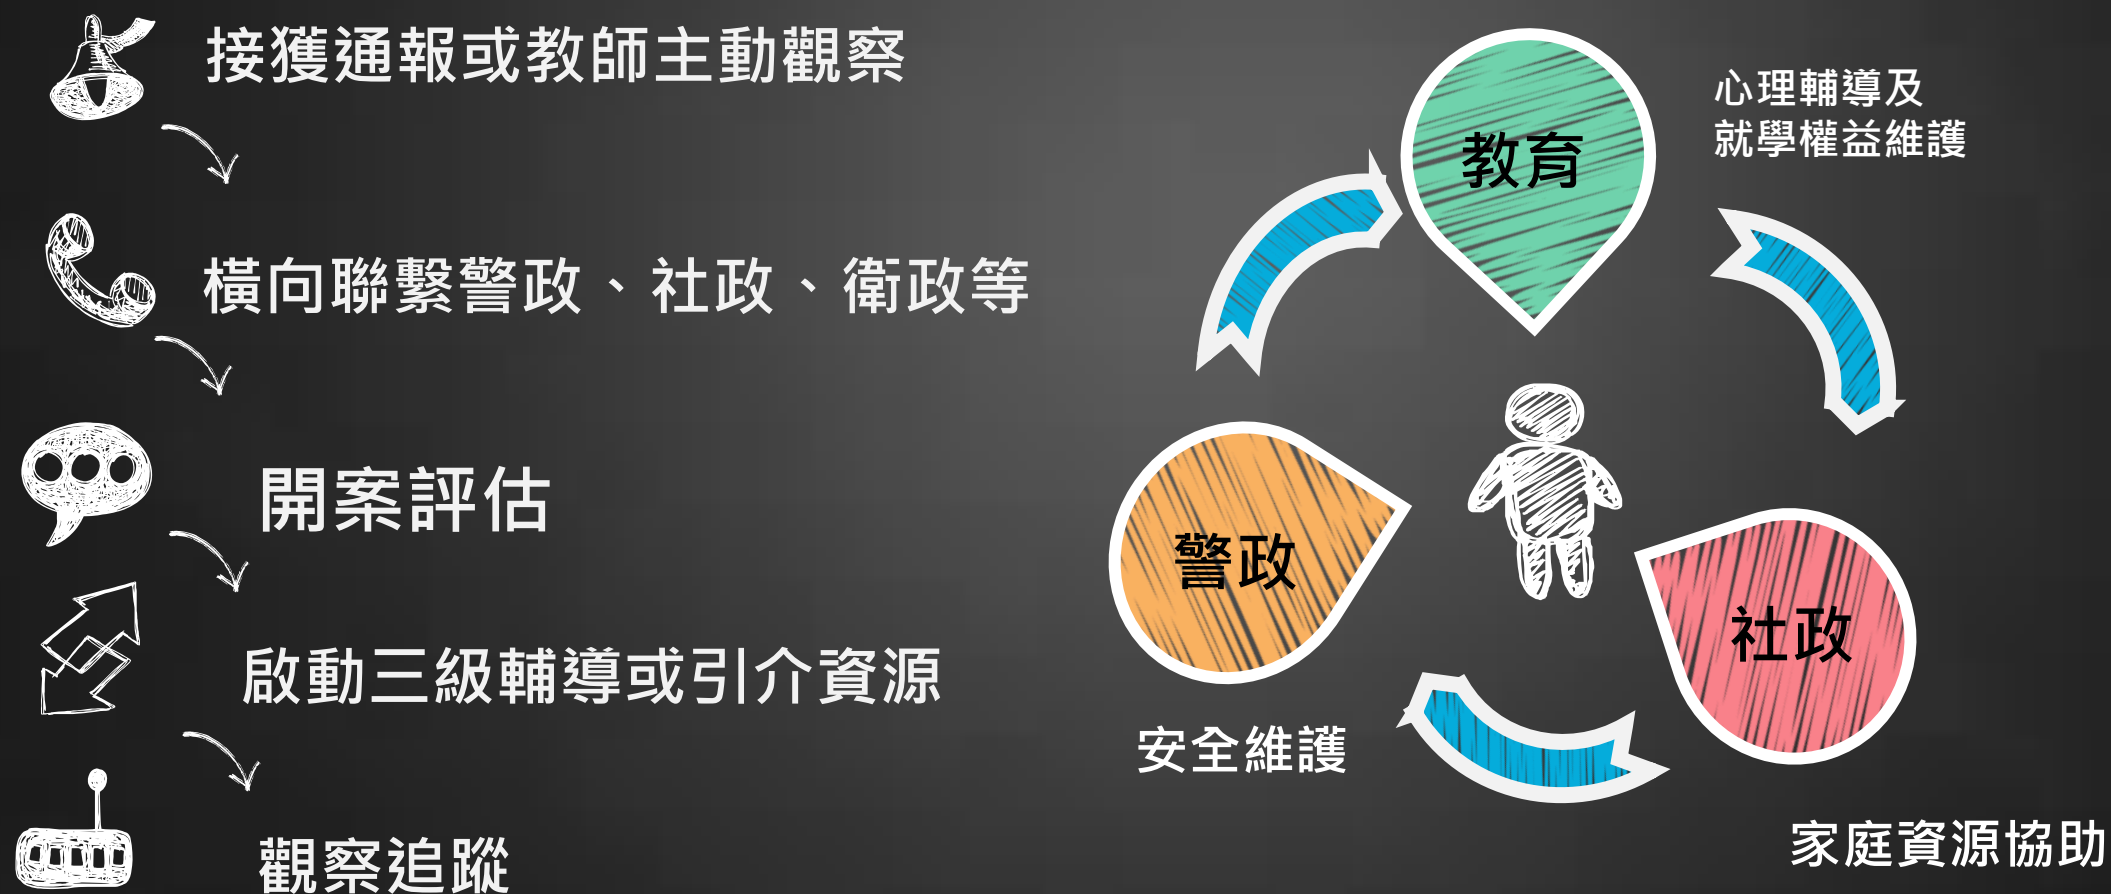 接獲通報或教師主動觀察
橫向聯繫警政、社政、衛政等
開案評估
啟動三級輔導或引介資源
觀察追蹤
教育
心理輔導及
就學權益維護
警政
安全維護
社政
家庭資源協助